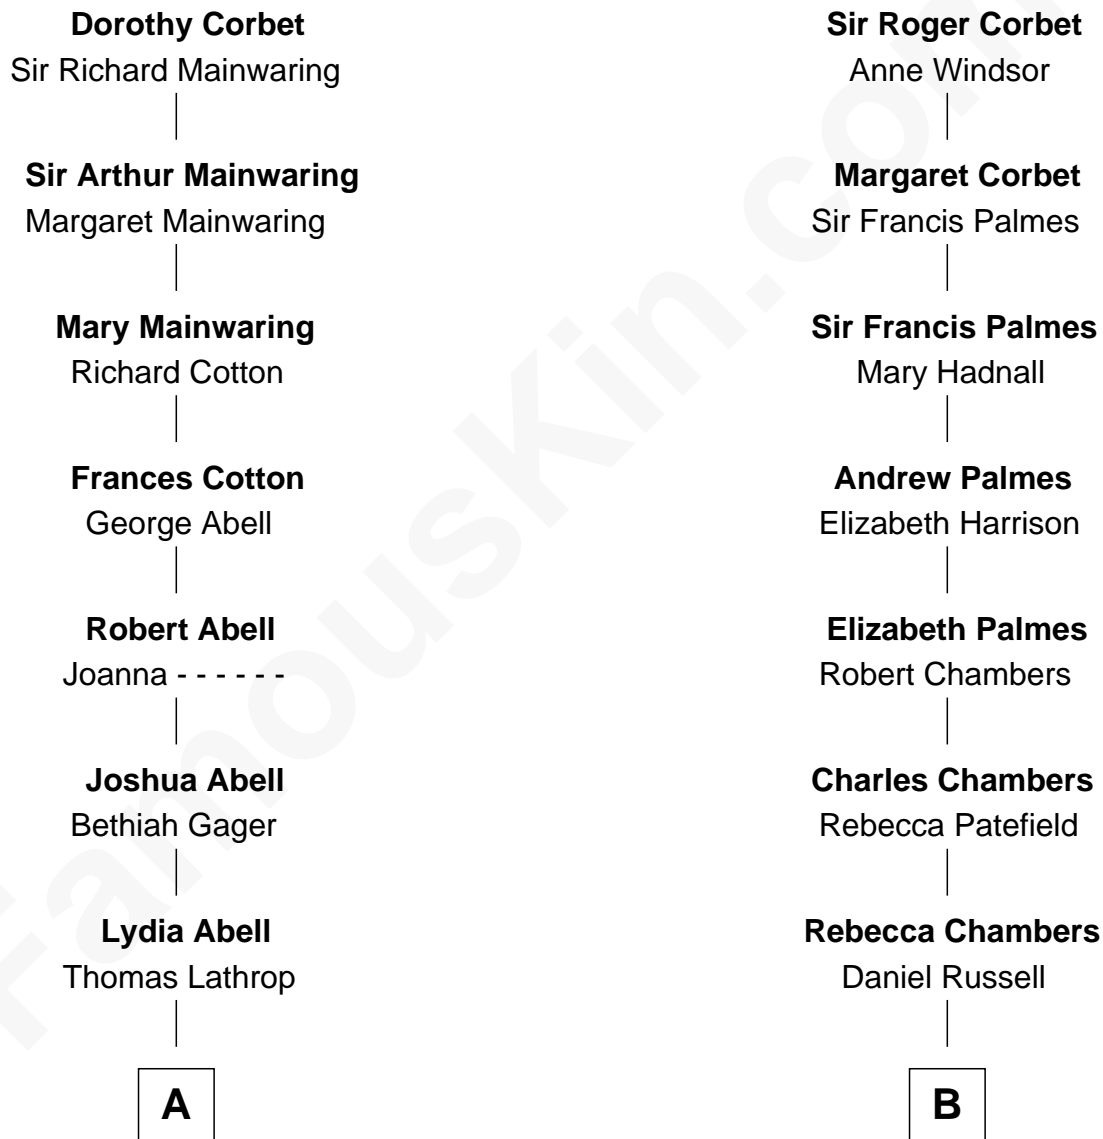 Dorothy Corbet
Sir Richard Mainwaring
Sir Arthur Mainwaring
Margaret Mainwaring
Mary Mainwaring
Richard Cotton
Frances Cotton
George Abell
Robert Abell
Joanna - - - - - -
Joshua Abell
Bethiah Gager
Lydia Abell
Thomas Lathrop
A
Sir Roger Corbet
Anne Windsor
Margaret Corbet
Sir Francis Palmes
Sir Francis Palmes
Mary Hadnall
Andrew Palmes
Elizabeth Harrison
Elizabeth Palmes
Robert Chambers
Charles Chambers
Rebecca Patefield
Rebecca Chambers
Daniel Russell
B
FamousKin.com